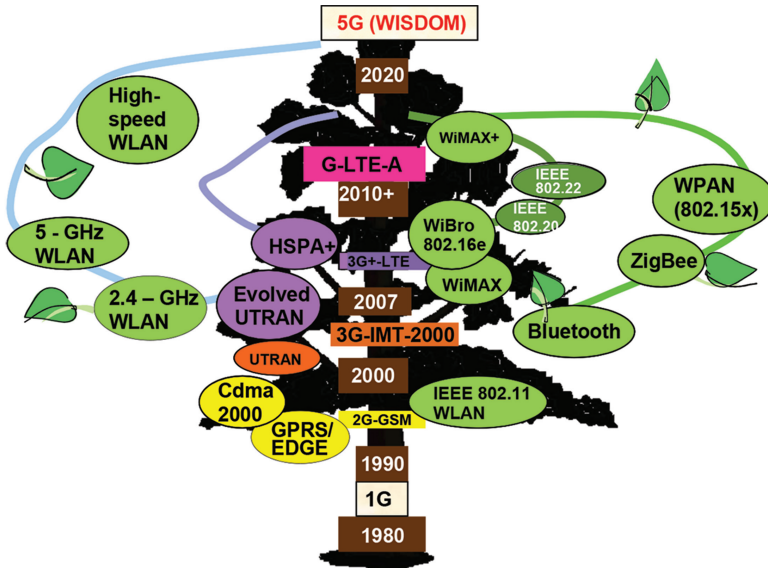 5G (WISDOM)
2020
High-
speed
WLAN
WiMAX+
G-LTE-A
IEEE
802.22
2010+
WPAN
(802.15x)
IEEE
802.20
WiBro
802.16e
HSPA+
5 - GHz
WLAN
3G+-LTE
ZigBee
WiMAX
2.4 – GHz
WLAN
Evolved
UTRAN
2007
Bluetooth
3G-IMT-2000
UTRAN
2000
Cdma
2000
IEEE 802.11
WLAN
2G-GSM
GPRS/
EDGE
1990
1G
1980